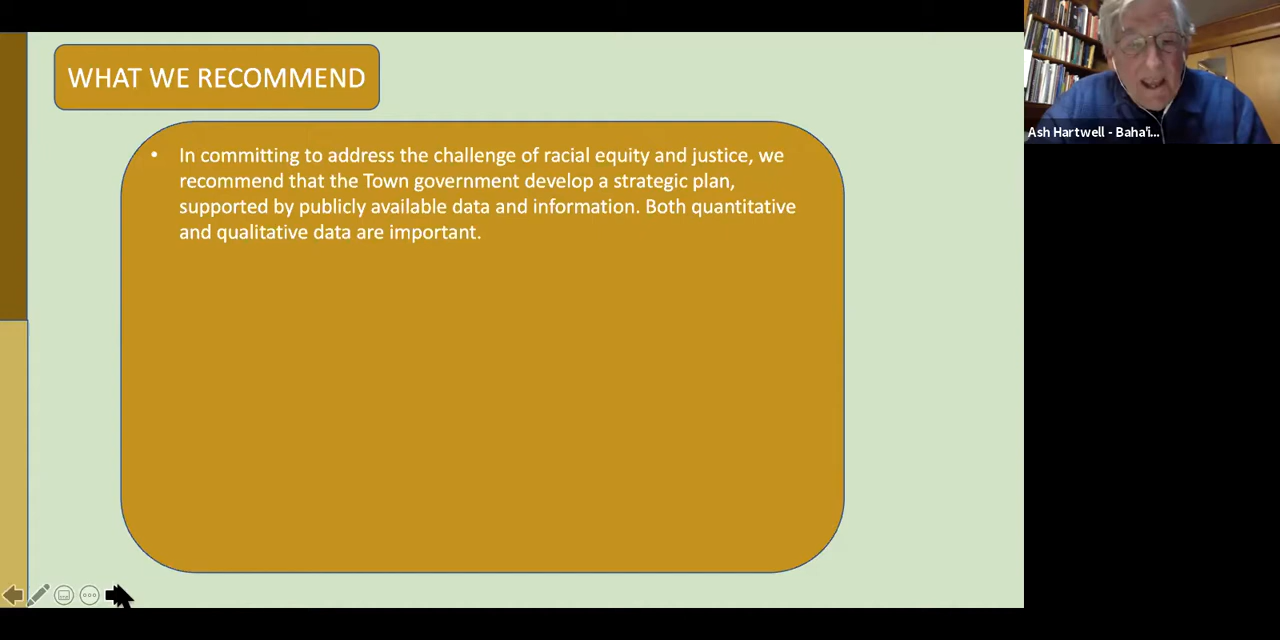 WHAT WE RECOMMEND
• In committing to address the challenge of racial equity and justice, we
recommend that the Town government develop a strategic plan,
supported by publicly available data and information. Both quantitative
and qualitative data are important.
Ash Hartwell - Baha'i...